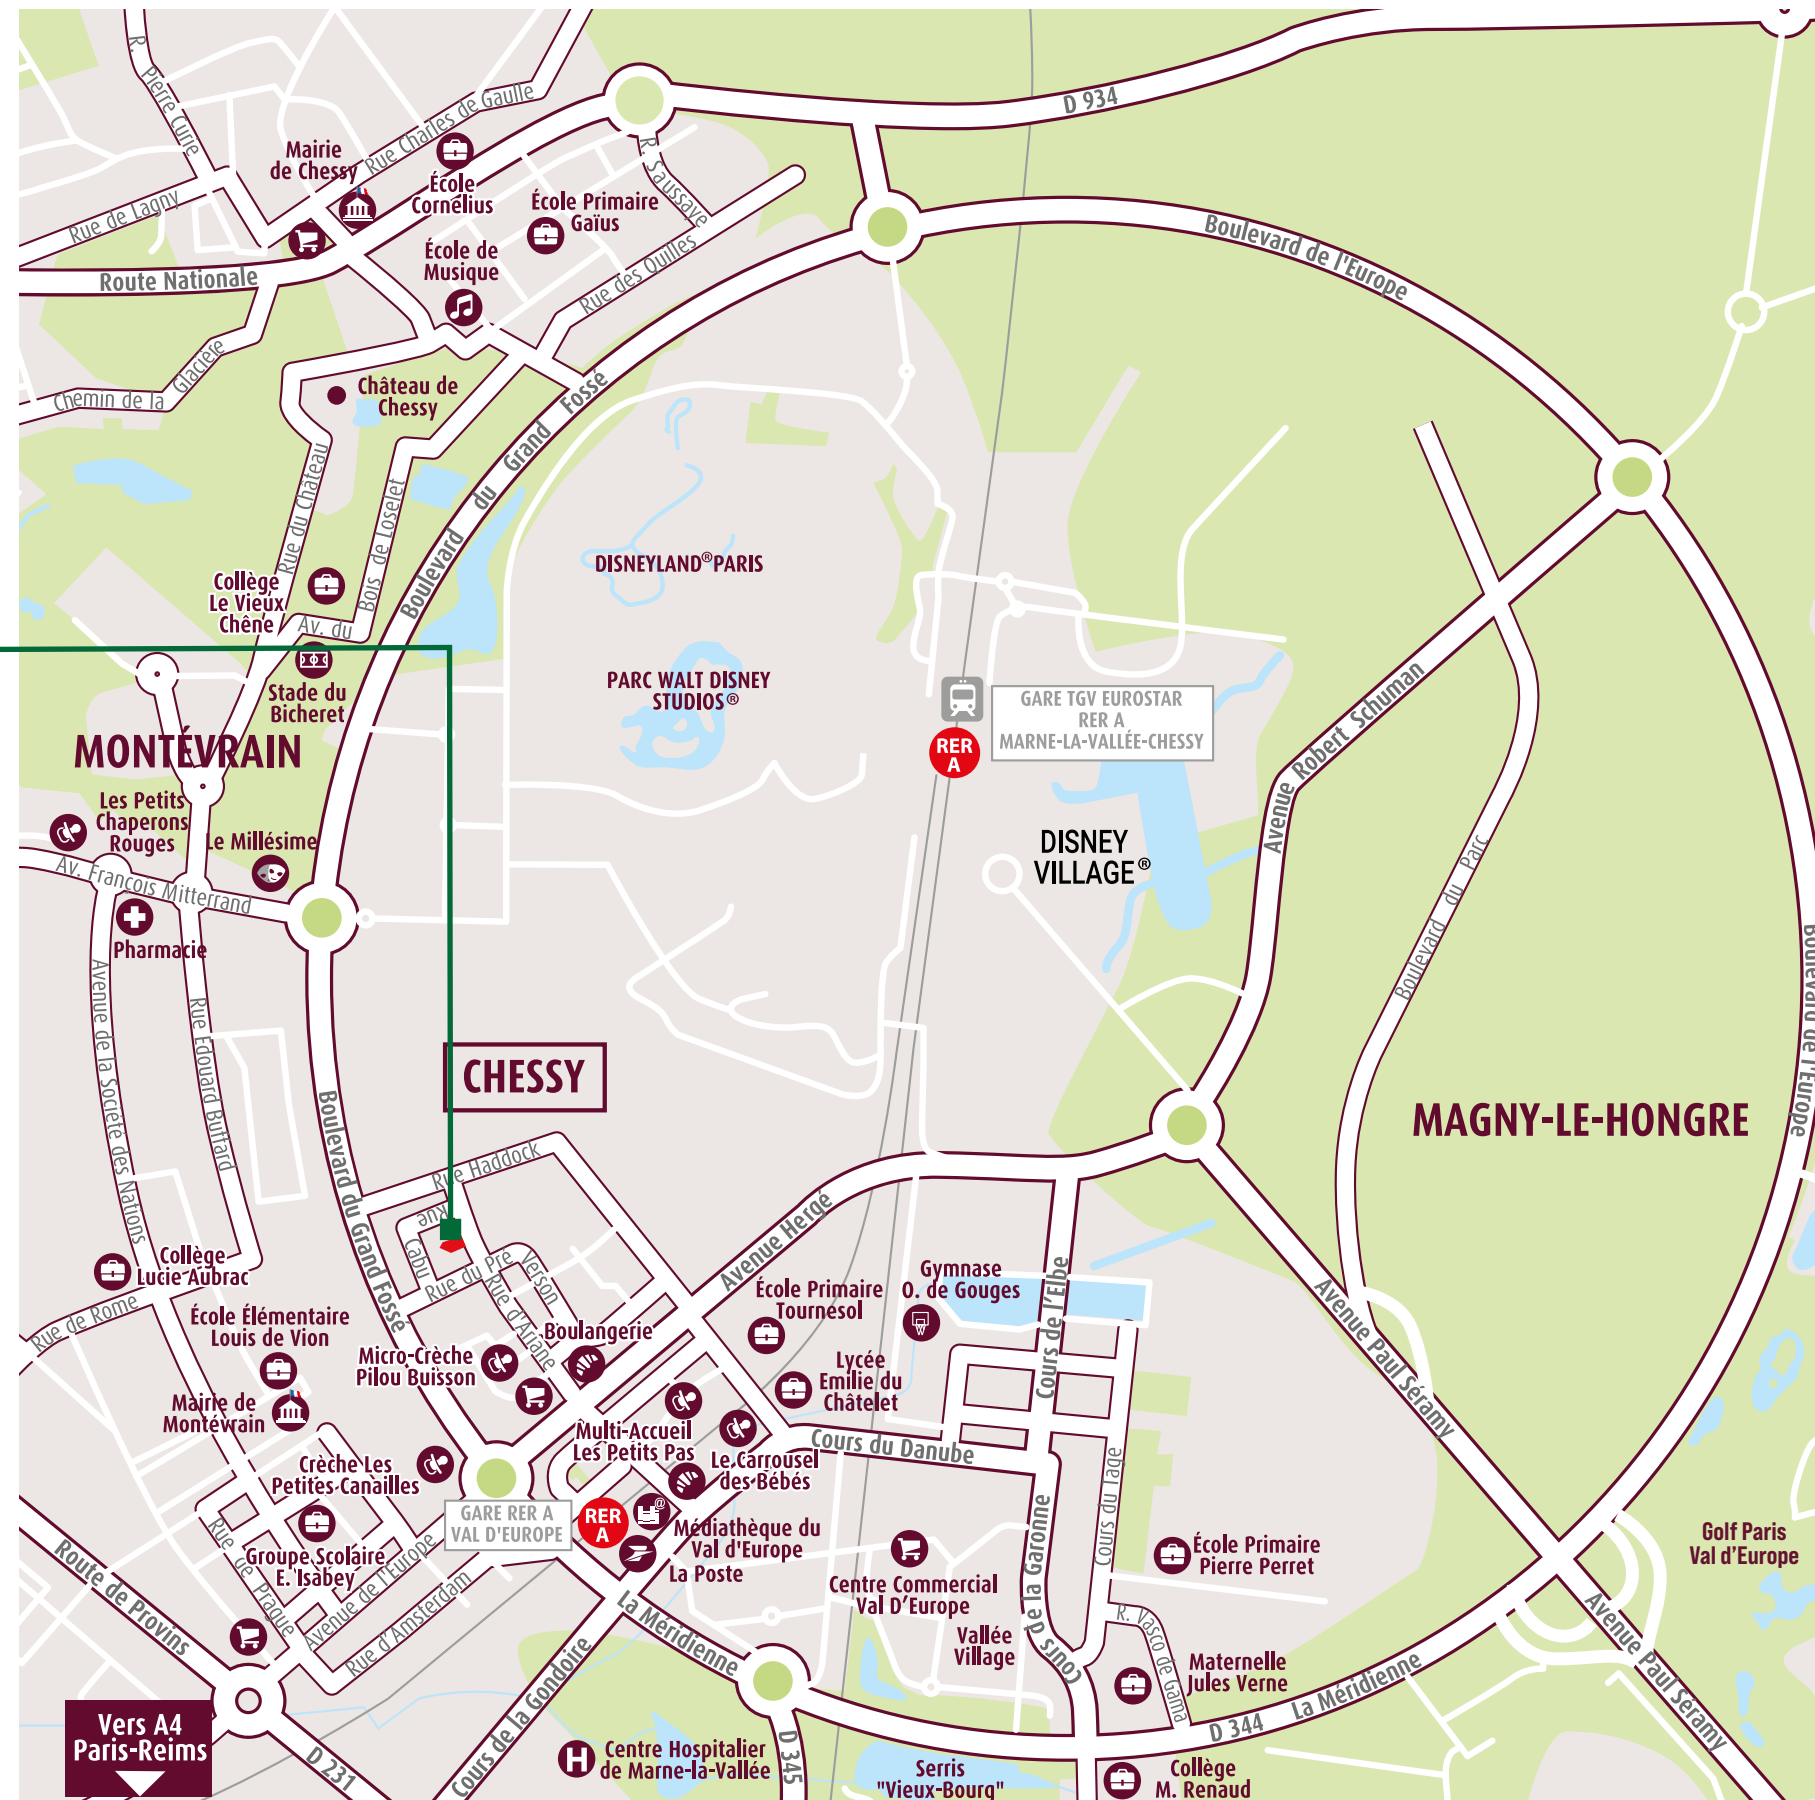 R. Pierre Curie
Rue Charles de Gaulle
D 934
Mairie
de Chessy
École
Cornélius
R. Saussaye
École Primaire
Gaïus
Rue de Lagny
École de
Musique
Rue des Quilles
Boulevard de l'Europe
Route Nationale
Chemin de la Glacière
Château de
Chessy
Boulevard du Grand Fossé
Rue du Château
Bois de Loselet
Av. du
Collège
Le Vieux
Chêne
DISNEYLAND®PARIS
Stade du
Bicheret
PARC WALT DISNEY
STUDIOS®
GARE TGV EUROSTAR
RER A
MARNE-LA-VALLÉE-CHESSY
RER
A
Avenue Robert Schuman
MONTÉVRAIN
Les Petits
Chaperons
Rouges
Le Millésime
Av. François Mitterrand
Pharmacie
DISNEY
VILLAGE®
Boulevard du Parc
Boulevard de l'Europe
Avenue de la Société des Nations
Rue Edouard Buffard
CHESSY
MAGNY-LE-HONGRE
Boulevard du Grand Fossé
Rue Haddock
Rue Cabu
Rue du Pre Verson
Rue d'Ariane
Avenue Hergé
Collège
Lucie Aubrac
Rue de Rome
École Élémentaire
Louis de Vion
Mairie de
Montévrain
Micro-Crèche
Pilou Buisson
Boulangerie
École Primaire
Tournesol
Gymnase
O. de Gouges
Cours de l'Elbe
Lycée
Emilie du
Châtelet
Avenue Paul Séramy
Multi-Accueil
Les Petits Pas
Le Carrousel
des Bébés
Cours du Danube
Crèche Les
Petites Canailles
GARE RER A
VAL D'EUROPE
RER
A
Médiathèque du
Val d'Europe
La Poste
Cours de la Garonne
Cours du Tage
Groupe Scolaire
E. Isabey
Rue de Prague
Avenue de l'Europe
Rue d'Amsterdam
Route de Provins
Centre Commercial
Val D'Europe
École Primaire
Pierre Perret
Golf Paris
Val d'Europe
La Méridienne
Vallée
Village
R. Vasco de Gama
Maternelle
Jules Verne
Avenue Paul Séramy
D 344 La Méridienne
Vers A4
Paris-Reims
D 231
Cours de la Gondoire
H
Centre Hospitalier
de Marne-la-Vallée
D 345
Serris
"Vieux-Bourg"
Collège
M. Renaud